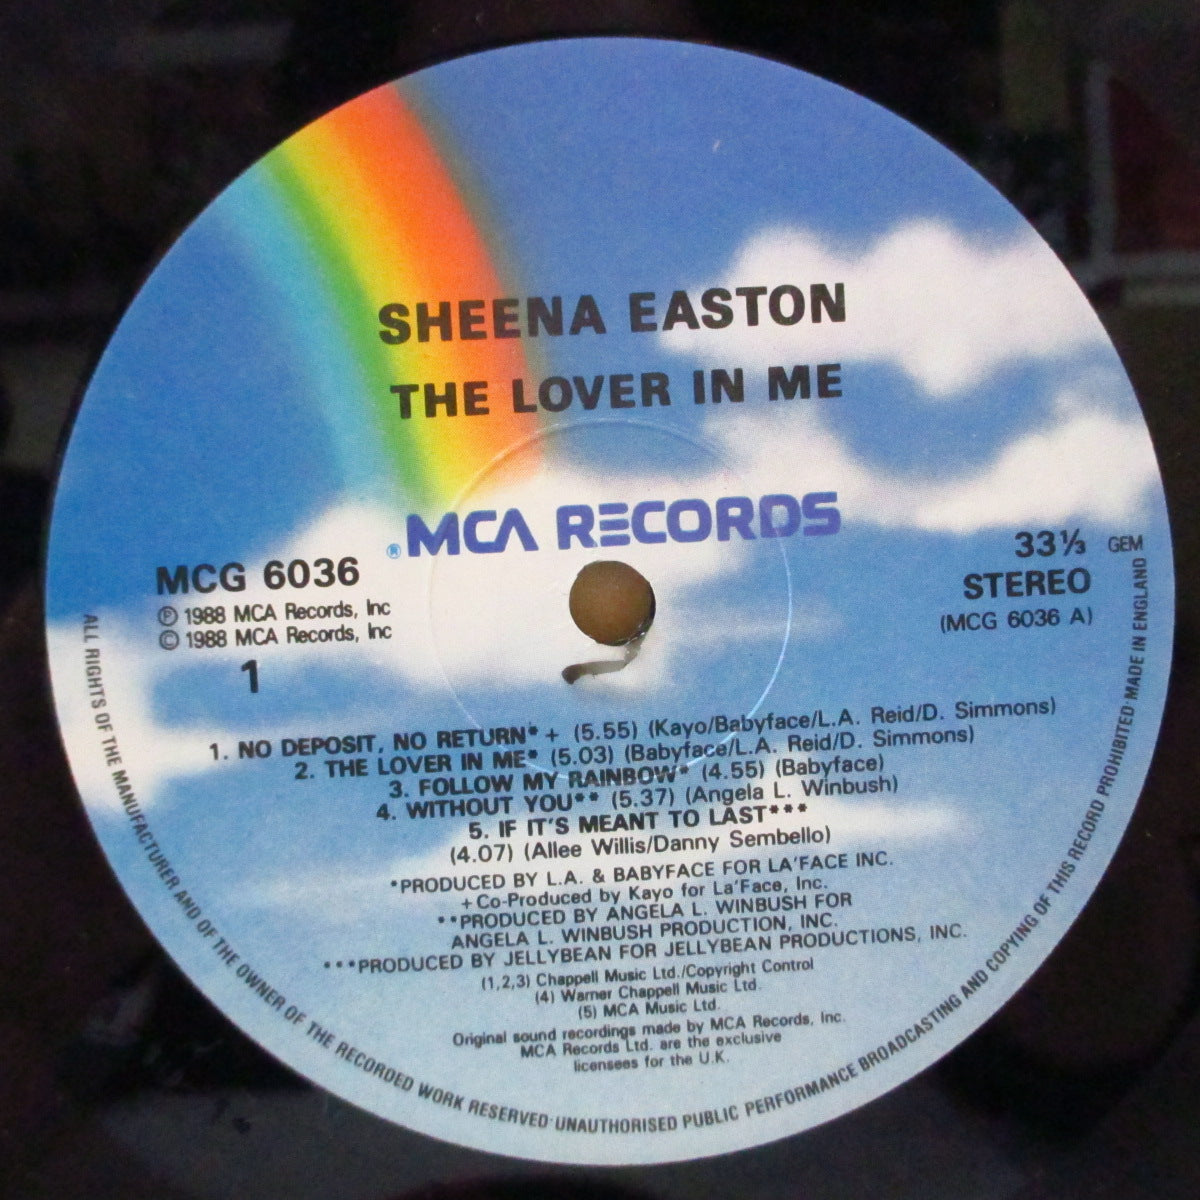 SHEENA EASTON
THE LOVER IN ME
® MCA RECORDS
MCG 6036
Ⓟ 1988 MCA Records, Inc
© 1988 MCA Records, Inc
1
33⅓ GEM
STEREO
(MCG 6036 A)
1. NO DEPOSIT, NO RETURN* + (5.55) (Kayo/Babyface/L.A. Reid/D. Simmons)
2. THE LOVER IN ME* (5.03) (Babyface/L.A. Reid/D. Simmons)
3. FOLLOW MY RAINBOW* (4.55) (Babyface)
4. WITHOUT YOU** (5.37) (Angela L. Winbush)
5. IF IT'S MEANT TO LAST***
(4.07) (Allee Willis/Danny Sembello)
*PRODUCED BY L.A. & BABYFACE FOR LA'FACE INC.
+ Co-Produced by Kayo for La'Face, Inc.
**PRODUCED BY ANGELA L. WINBUSH FOR
ANGELA L. WINBUSH PRODUCTION, INC.
***PRODUCED BY JELLYBEAN FOR JELLYBEAN PRODUCTIONS, INC.
(1,2,3) Chappell Music Ltd./Copyright Control
(4) Warner Chappell Music Ltd.
(5) MCA Music Ltd.
Original sound recordings made by MCA Records, Inc.
MCA Records Ltd. are the exclusive
licensees for the U.K.
ALL RIGHTS OF THE MANUFACTURER AND OF THE OWNER OF THE RECORDED WORK RESERVED·UNAUTHORISED PUBLIC PERFORMANCE BROADCASTING AND COPYING OF THIS RECORD PROHIBITED·MADE IN ENGLAND